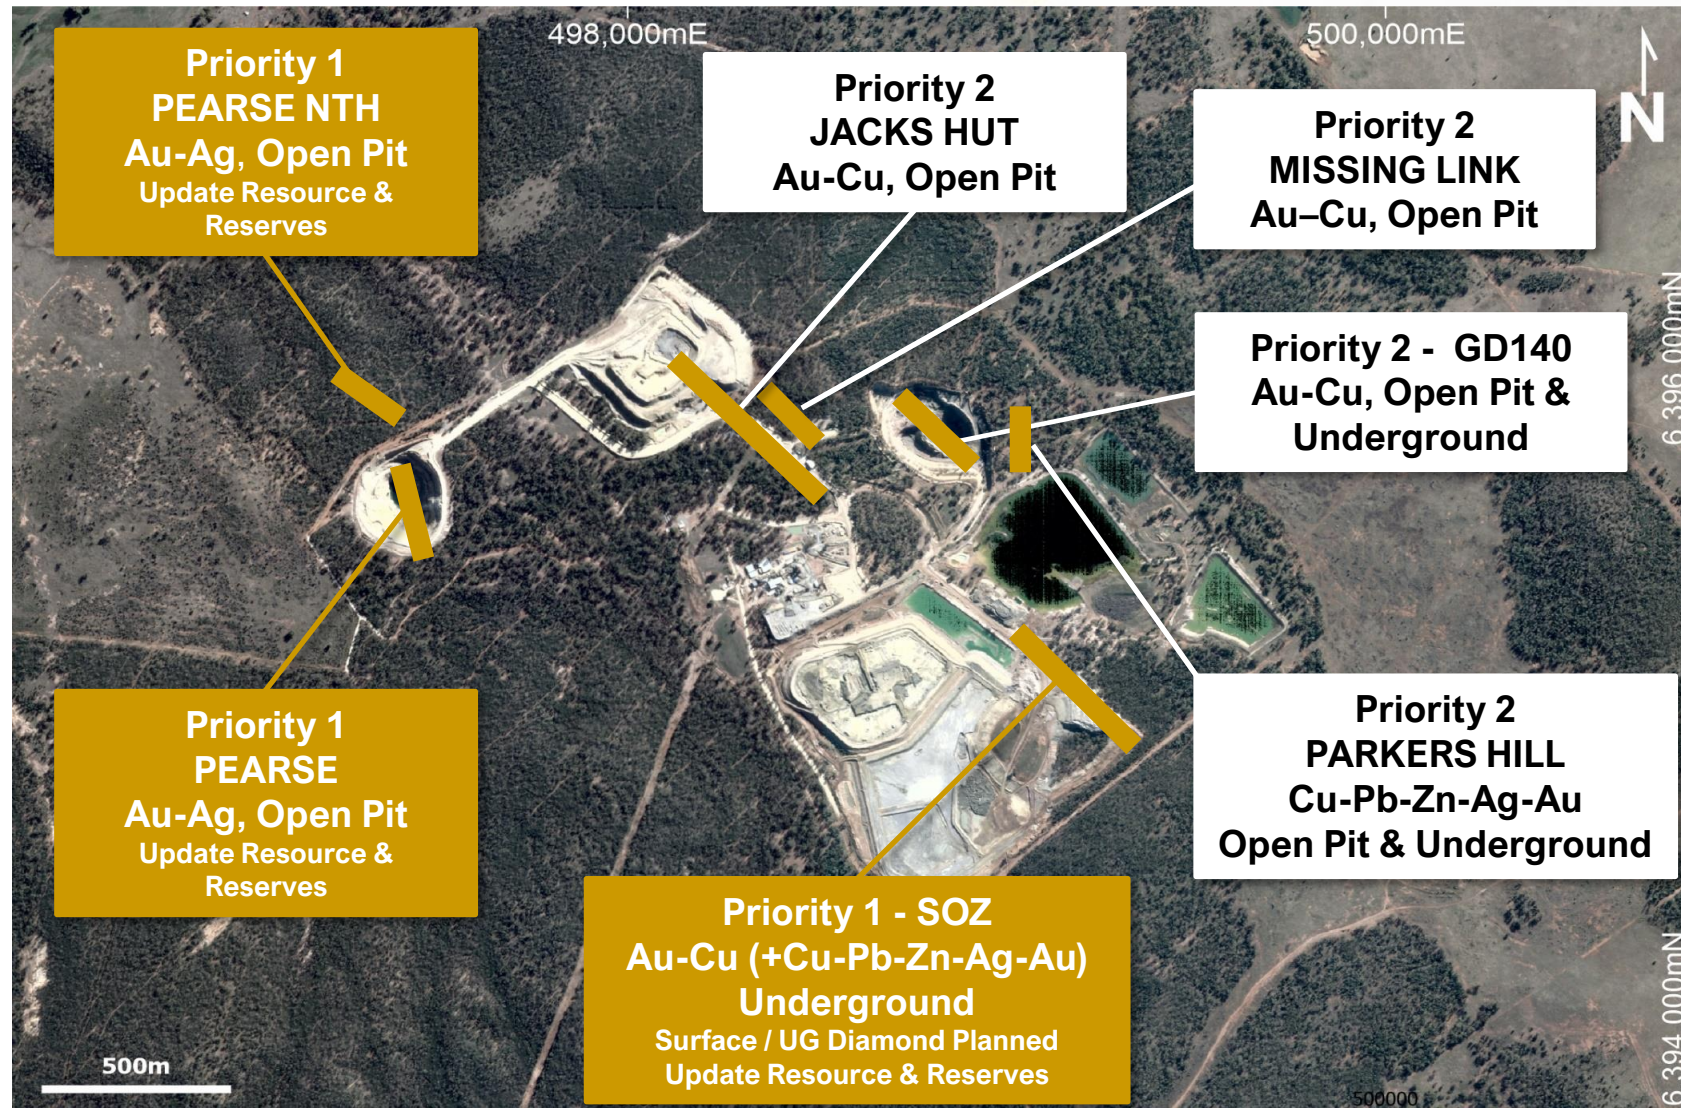 498,000mE
500,000mE
N
Priority 1
PEARSE NTH
Au-Ag, Open Pit
Update Resource &
Reserves
Priority 2
JACKS HUT
Au-Cu, Open Pit
Priority 2
MISSING LINK
Au–Cu, Open Pit
6,396,000mN
Priority 2 - GD140
Au-Cu, Open Pit &
Underground
Priority 1
PEARSE
Au-Ag, Open Pit
Update Resource &
Reserves
Priority 2
PARKERS HILL
Cu-Pb-Zn-Ag-Au
Open Pit & Underground
Priority 1 - SOZ
Au-Cu (+Cu-Pb-Zn-Ag-Au)
Underground
Surface / UG Diamond Planned
Update Resource & Reserves
6,394,000mN
500m
500000